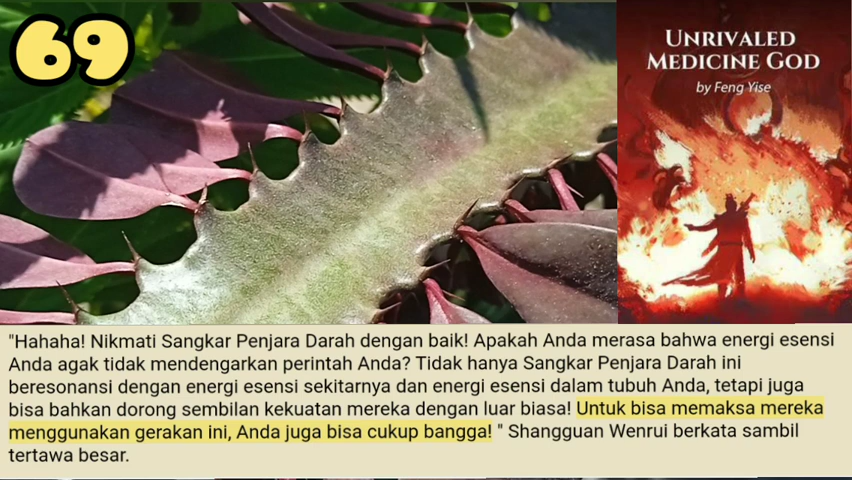 69
UNRIVALED
MEDICINE GOD
by Feng Yise
"Hahaha! Nikmati Sangkar Penjara Darah dengan baik! Apakah Anda merasa bahwa energi esensi
Anda agak tidak mendengarkan perintah Anda? Tidak hanya Sangkar Penjara Darah ini
beresonansi dengan energi esensi sekitarnya dan energi esensi dalam tubuh Anda, tetapi juga
bisa bahkan dorong sembilan kekuatan mereka dengan luar biasa! Untuk bisa memaksa mereka
menggunakan gerakan ini, Anda juga bisa cukup bangga! " Shangguan Wenrui berkata sambil
tertawa besar.